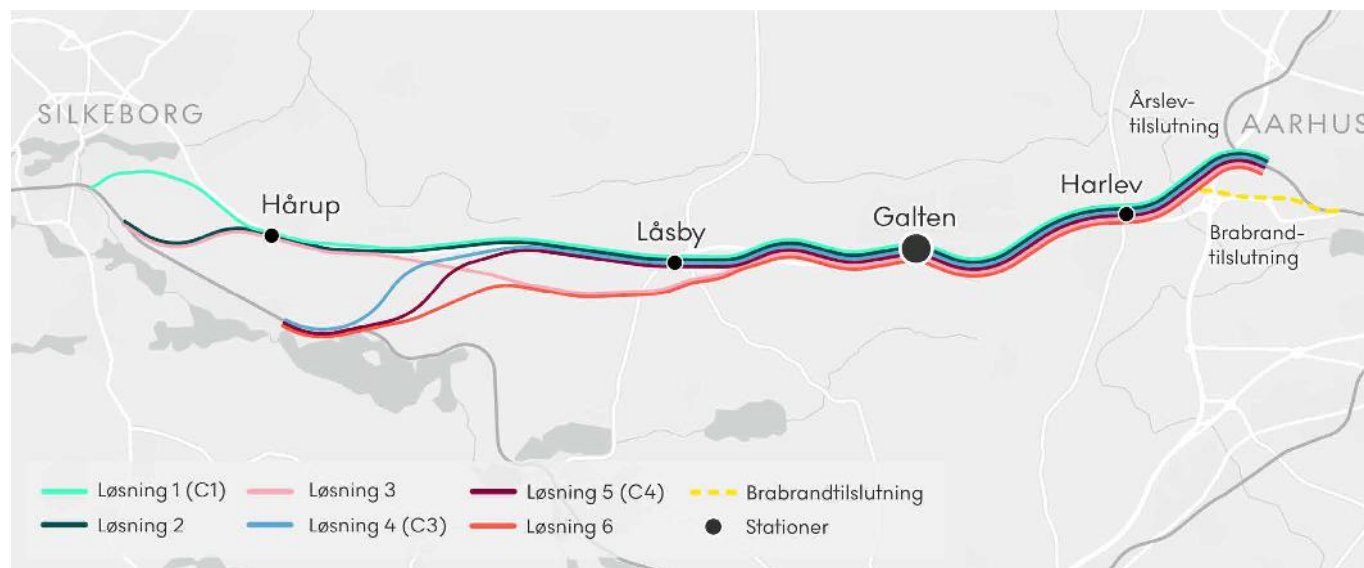 SILKEBORG
Årslev-
tilslutning
AARHUS
Hårup
Låsby
Galten
Harlev
Brabrand-
tilslutning
Løsning 1 (C1)
Løsning 3
Løsning 5 (C4)
Brabrandtilslutning
Løsning 2
Løsning 4 (C3)
Løsning 6
Stationer